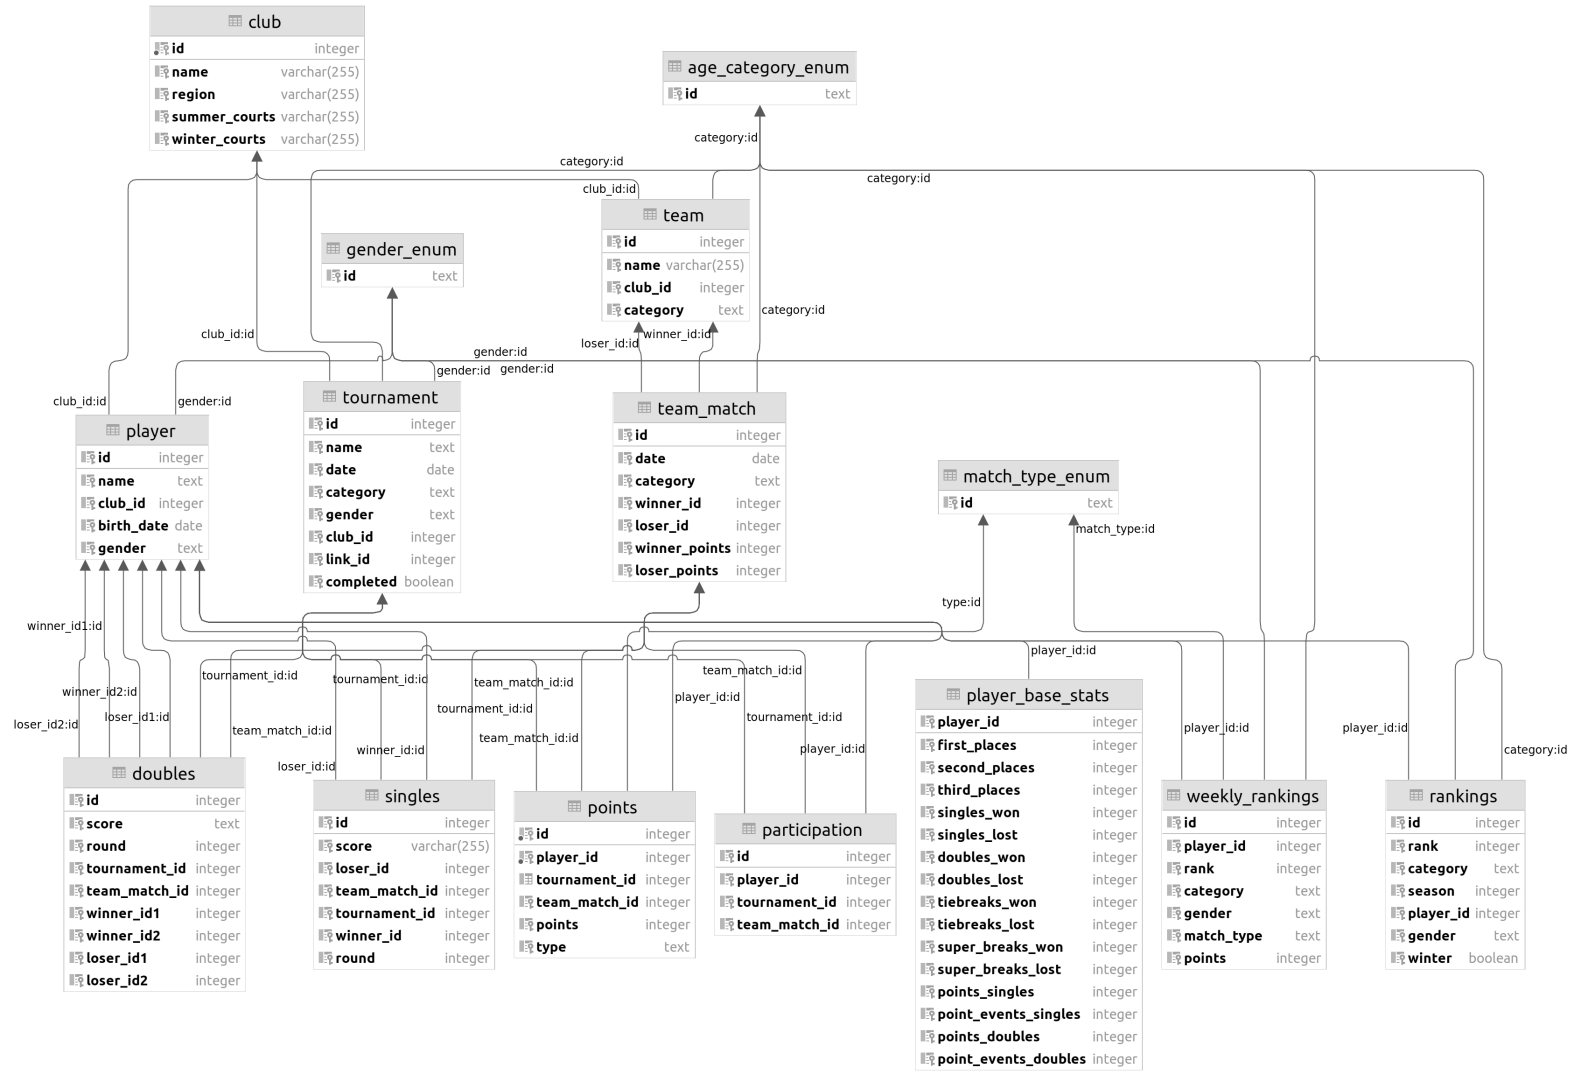 club
id integer
name varchar(255)
region varchar(255)
summer_courts varchar(255)
winter_courts varchar(255)
age_category_enum
id text
category:id
category:id
category:id
club_id:id
team
id integer
name varchar(255)
club_id integer
category text
gender_enum
id text
club_id:id
loser_id:id
winner_id:id
category:id
gender:id
gender:id
gender:id
club_id:id
gender:id
tournament
id integer
name text
date date
category text
gender text
club_id integer
link_id integer
completed boolean
team_match
id integer
date date
category text
winner_id integer
loser_id integer
winner_points integer
loser_points integer
player
id integer
name text
club_id integer
birth_date date
gender text
match_type_enum
id text
match_type:id
type:id
winner_id1:id
winner_id2:id
loser_id2:id
loser_id1:id
tournament_id:id
team_match_id:id
tournament_id:id
winner_id:id
loser_id:id
team_match_id:id
tournament_id:id
team_match_id:id
player_id:id
team_match_id:id
tournament_id:id
player_id:id
player_id:id
player_id:id
player_id:id
category:id
doubles
id integer
score text
round integer
tournament_id integer
team_match_id integer
winner_id1 integer
winner_id2 integer
loser_id1 integer
loser_id2 integer
singles
id integer
score varchar(255)
loser_id integer
team_match_id integer
tournament_id integer
winner_id integer
round integer
points
id integer
player_id integer
tournament_id integer
team_match_id integer
points integer
type text
participation
id integer
player_id integer
tournament_id integer
team_match_id integer
player_base_stats
player_id integer
first_places integer
second_places integer
third_places integer
singles_won integer
singles_lost integer
doubles_won integer
doubles_lost integer
tiebreaks_won integer
tiebreaks_lost integer
super_breaks_won integer
super_breaks_lost integer
points_singles integer
point_events_singles integer
points_doubles integer
point_events_doubles integer
weekly_rankings
id integer
player_id integer
rank integer
category text
gender text
match_type text
points integer
rankings
id integer
rank integer
category text
season integer
player_id integer
gender text
winter boolean